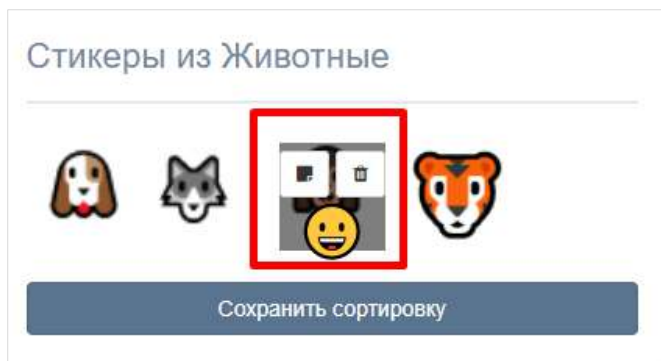 Стикеры из Животные
Сохранить сортировку